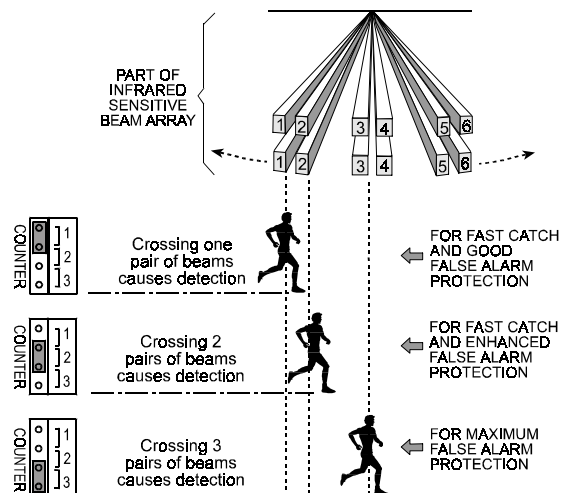 PART OF
INFRARED
SENSITIVE
BEAM ARRAY
1 2 3 4 5 6
1 2 3 4 5 6
COUNTER
1
2
3
Crossing one
pair of beams
causes detection
FOR FAST CATCH
AND GOOD
FALSE ALARM
PROTECTION
COUNTER
1
2
3
Crossing 2
pairs of beams
causes detection
FOR FAST CATCH
AND ENHANCED
FALSE ALARM
PROTECTION
COUNTER
1
2
3
Crossing 3
pairs of beams
causes detection
FOR MAXIMUM
FALSE ALARM
PROTECTION